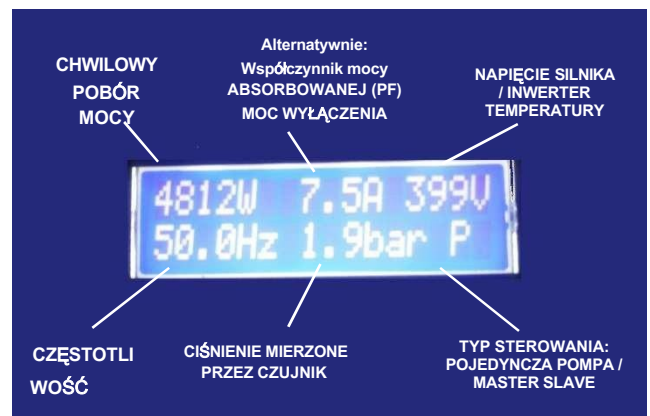 CHWILOWY
POBÓR
MOCY
Alternatywnie:
Współczynnik mocy
ABSORBOWANEJ (PF)
MOC WYŁĄCZENIA
NAPIĘCIE SILNIKA
/ INWERTER
TEMPERATURY
4812W 7.5A 399V
50.0Hz 1.9bar P
CZĘSTOTLI
WOŚĆ
CIŚNIENIE MIERZONE
PRZEZ CZUJNIK
TYP STEROWANIA:
POJEDYNCZA POMPA /
MASTER SLAVE